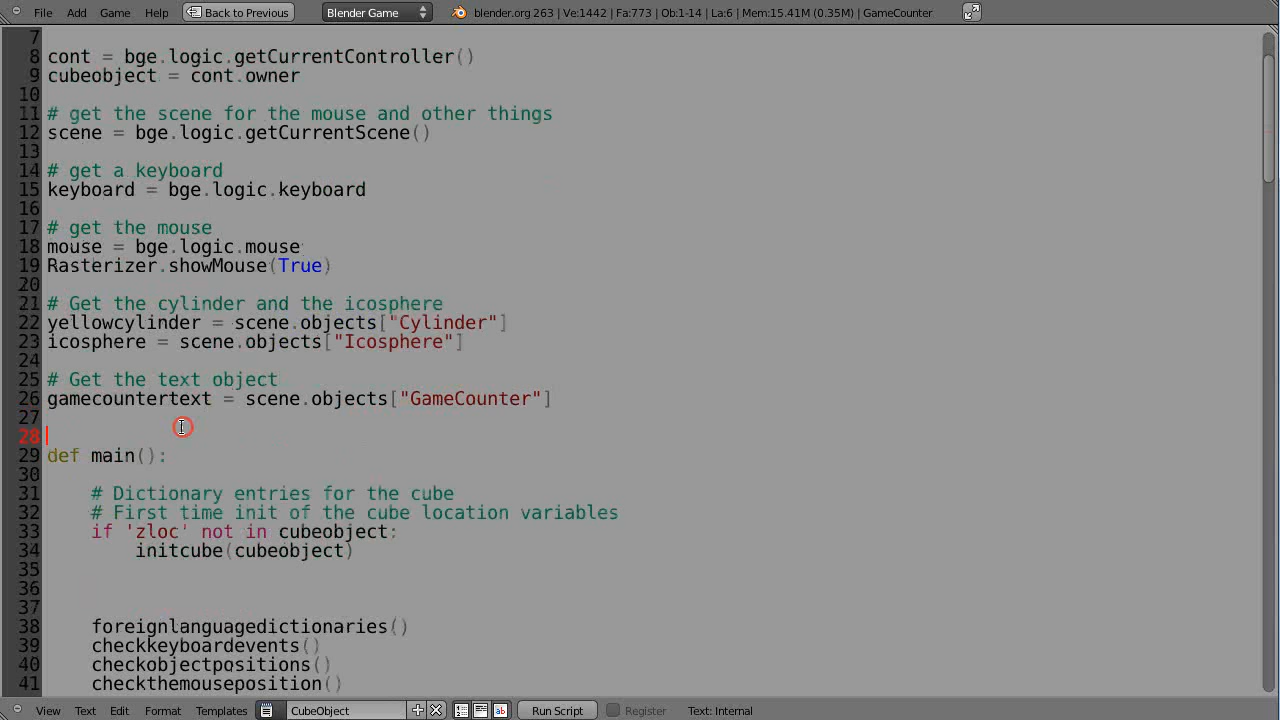 File Add Game Help Back to Previous Blender Game blender.org 263 | Ve:1442 | Fa:773 | Ob:1-14 | La:6 | Mem:15.41M (0.35M) | GameCounter
7
8 cont = bge.logic.getCurrentController()
9 cubeobject = cont.owner
10
11 # get the scene for the mouse and other things
12 scene = bge.logic.getCurrentScene()
13
14 # get a keyboard
15 keyboard = bge.logic.keyboard
16
17 # get the mouse
18 mouse = bge.logic.mouse
19 Rasterizer.showMouse(True)
20
21 # Get the cylinder and the icosphere
22 yellowcylinder = scene.objects["Cylinder"]
23 icosphere = scene.objects["Icosphere"]
24
25 # Get the text object
26 gamecountertext = scene.objects["GameCounter"]
27
28
29 def main():
30
31     # Dictionary entries for the cube
32     # First time init of the cube location variables
33     if 'zloc' not in cubeobject:
34         initcube(cubeobject)
35
36
37
38     foreignlanguagedictionaries()
39     checkkeyboardevents()
40     checkobjectpositions()
41     checkthemouseposition()
View Text Edit Format Templates CubeObject Run Script Register Text: Internal